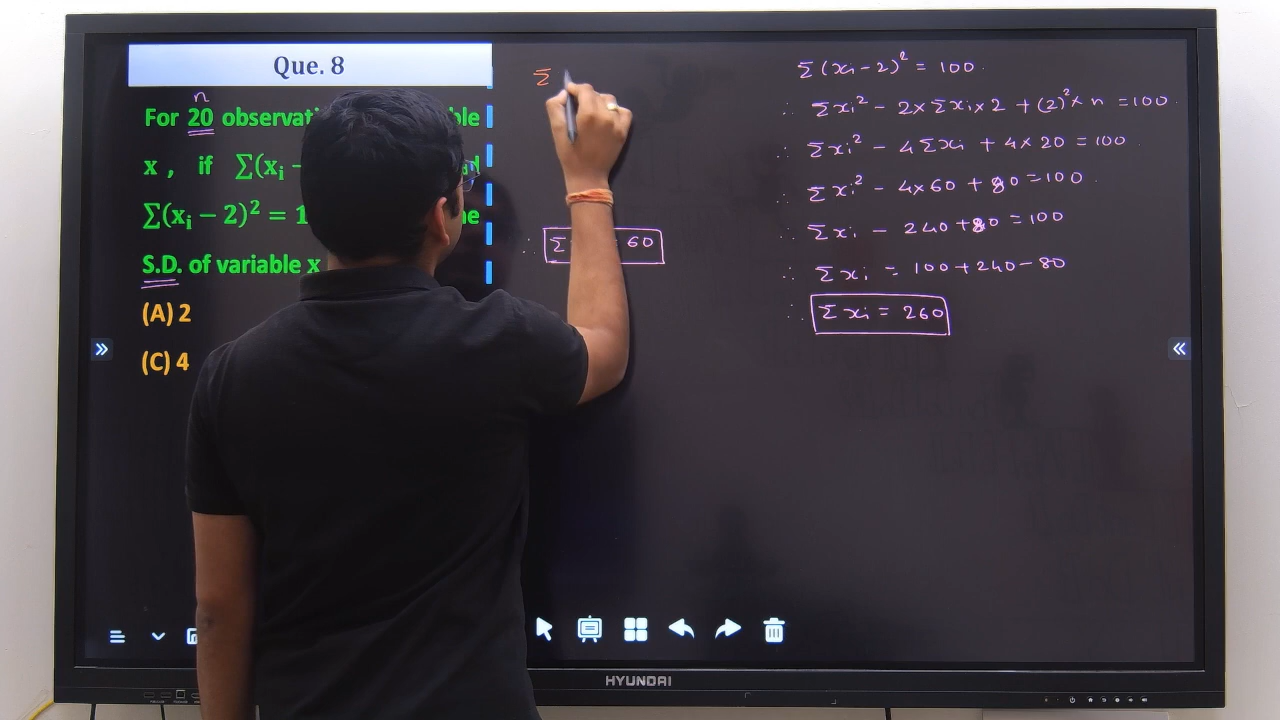 Que. 8
n
For 20 observati ble
x , if ∑(xᵢ −
∑(xᵢ − 2)² = 1
S.D. of variable x
(A) 2
(C) 4
Σ
∴ Σ 60
Σ(xi − 2)² = 100.
∴ Σxi² − 2×Σxi×2 + (2)²×n = 100.
∴ Σxi² − 4Σxi + 4×20 = 100.
∴ Σxi² − 4×60 + 80 = 100.
∴ Σxi − 240 + 80 = 100
∴ Σxi = 100 + 240 − 80
∴ Σxi = 260
HYUNDAI